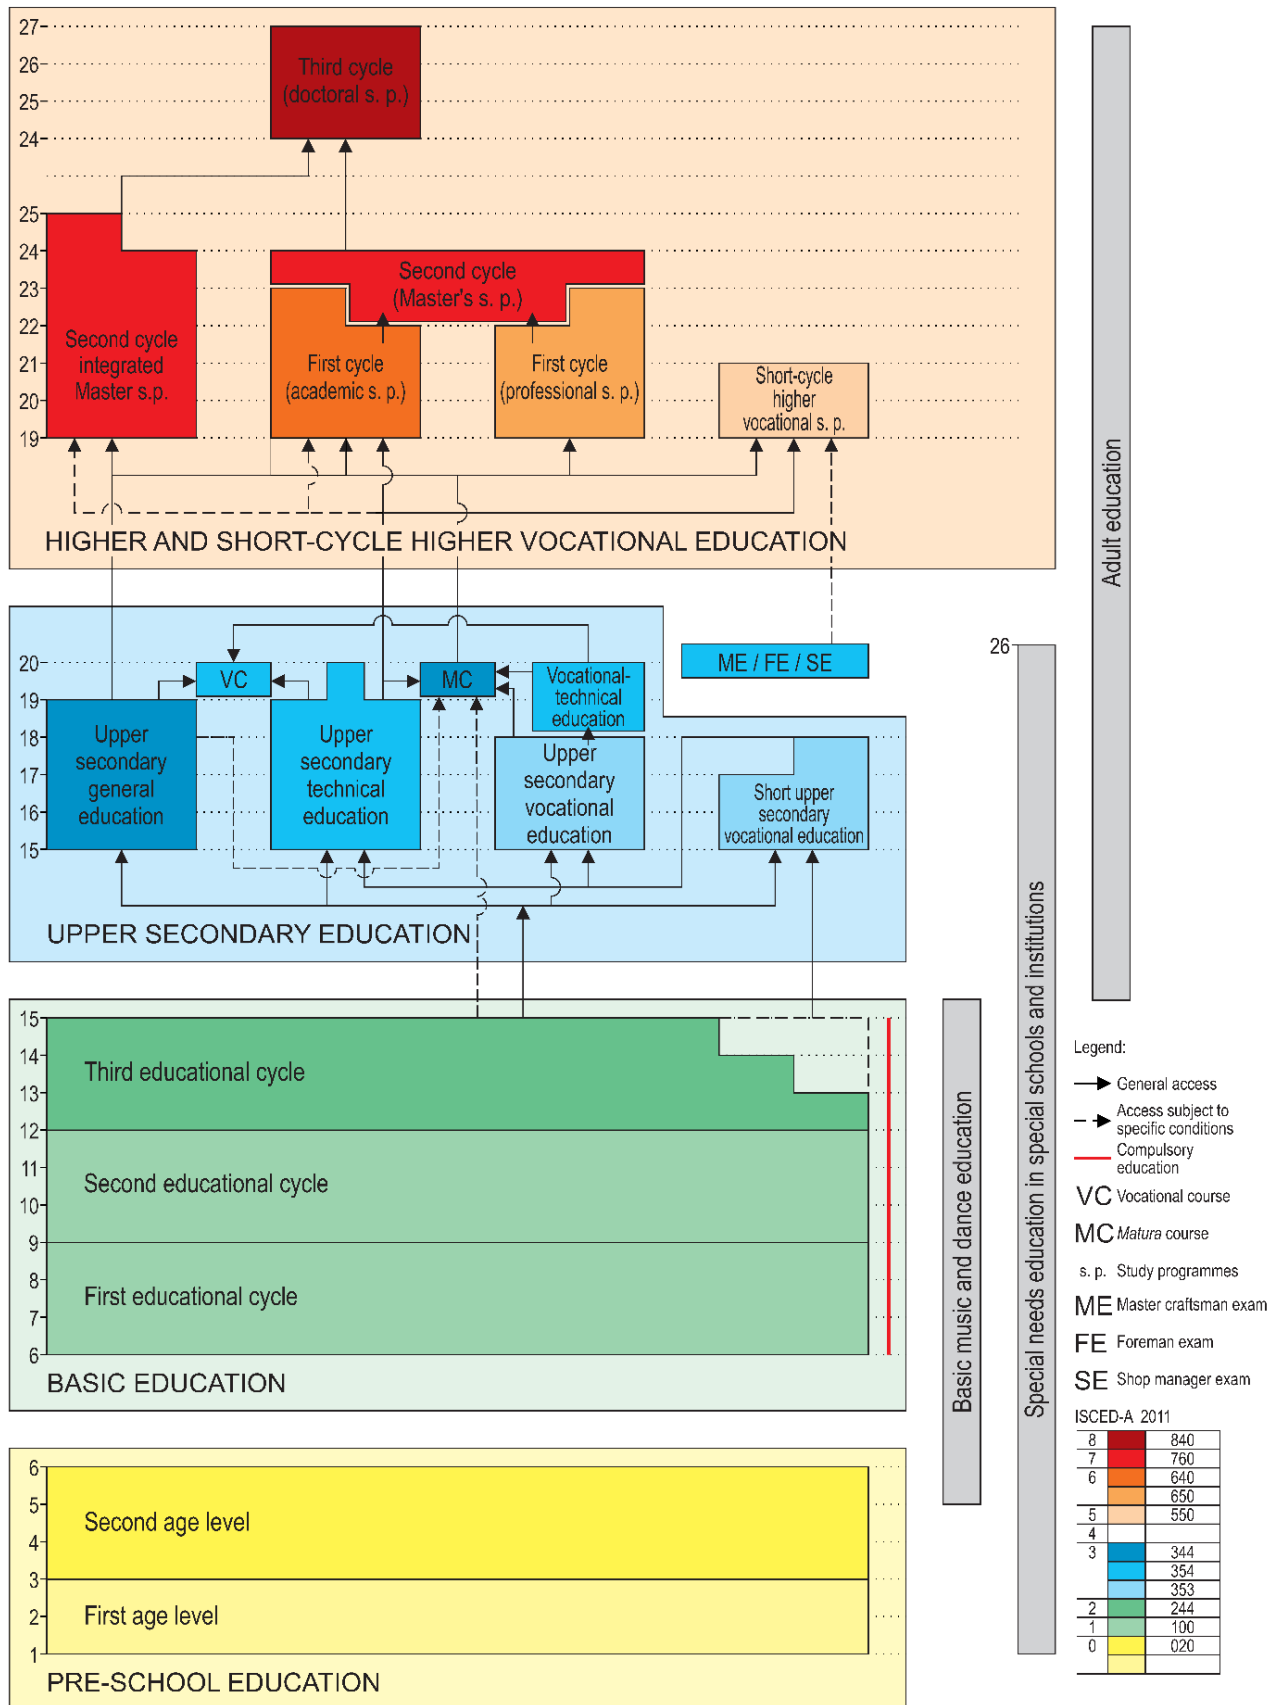 27
26
25
24
25
24
23
22
21
20
19
Third cycle
(doctoral s. p.)
Second cycle
(Master's s. p.)
Second cycle
integrated
Master s.p.
First cycle
(academic s. p.)
First cycle
(professional s. p.)
Short-cycle
higher
vocational s. p.
HIGHER AND SHORT-CYCLE HIGHER VOCATIONAL EDUCATION
Adult education
20
19
18
17
16
15
VC
MC
Vocational-
technical
education
ME / FE / SE
26
Upper
secondary
general
education
Upper
secondary
technical
education
Upper
secondary
vocational
education
Short upper
secondary
vocational education
UPPER SECONDARY EDUCATION
Special needs education in special schools and institutions
15
14
13
12
11
10
9
8
7
6
Third educational cycle
Second educational cycle
First educational cycle
BASIC EDUCATION
Basic music and dance education
6
5
4
3
2
1
Second age level
First age level
PRE-SCHOOL EDUCATION
Legend:
General access
Access subject to
specific conditions
Compulsory
education
VC Vocational course
MC Matura course
s. p. Study programmes
ME Master craftsman exam
FE Foreman exam
SE Shop manager exam
ISCED-A 2011
8 840
7 760
6 640
650
5 550
4
3 344
354
353
2 244
1 100
0 020